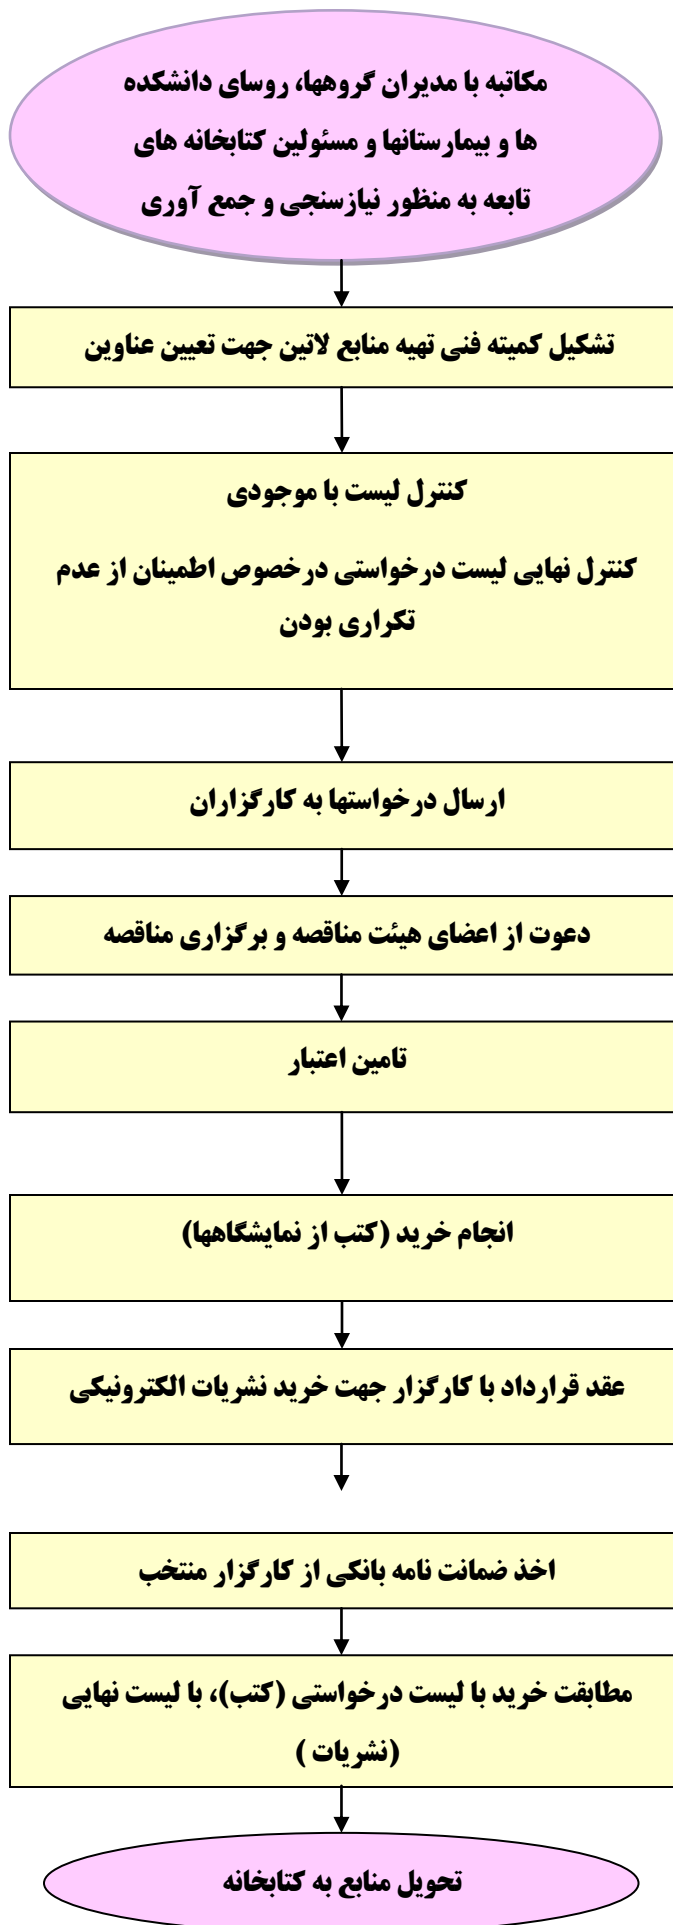 مکاتبه با مدیران گروهها، روسای دانشکده
ها و بیمارستانها و مسئولین کتابخانه های
تابعه به منظور نیازسنجی و جمع آوری
تشکیل کمیته فنی تهیه منابع لاتین جهت تعیین عناوین
کنترل لیست با موجودی
کنترل نهایی لیست درخواستی درخصوص اطمینان از عدم
تکراری بودن
ارسال درخواستها به کارگزاران
دعوت از اعضای هیئت مناقصه و برگزاری مناقصه
تامین اعتبار
انجام خرید (کتب از نمایشگاهها)
عقد قرارداد با کارگزار جهت خرید نشریات الکترونیکی
اخذ ضمانت نامه بانکی از کارگزار منتخب
مطابقت خرید با لیست درخواستی (کتب)، با لیست نهایی
(نشریات )
تحویل منابع به کتابخانه